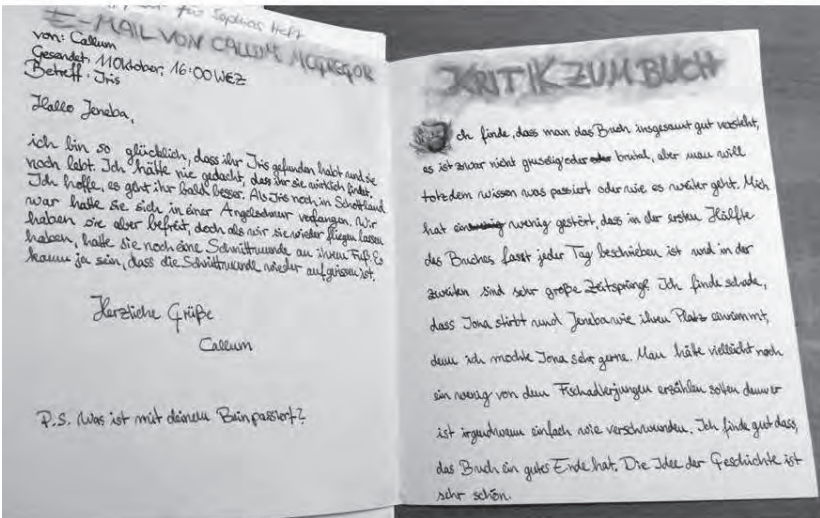 für Sophias Heft
E-MAIL VON CALLUM MCGREGOR
von: Callum
Gesendet: 11 Oktober, 16:00 WEZ
Betreff: Iris
Hallo Jeneba,
ich bin so glücklich, dass ihr Iris gefunden habt und sie
noch lebt. Ich hätte nie gedacht, dass ihr sie wirklich findet.
Ich hoffe, es geht ihr bald besser. Als Iris noch in Schottland
war hatte sie sich in einer Angelschnur verfangen. Wir
haben sie aber befreit, doch als wir sie wieder fliegen lassen
haben, hatte sie noch eine Schnittwunde an ihrem Fuß. Es
kann ja sein, dass die Schnittwunde wieder aufgerissen ist.
Herzliche Grüße
Callum
P.S. Was ist mit deinem Bein passiert?
KRITIK ZUM BUCH
Ich finde, dass man das Buch insgesamt gut versteht,
es ist zwar nicht gruselig oder oder brutal, aber man will
totzdem wissen was passiert oder wie es weiter geht. Mich
hat wenig gestört, dass in der ersten Hälfte
des Buches fasst jeder Tag beschrieben ist und in der
zweiten sind sehr große Zeitsprünge. Ich finde schade,
dass Iona stirbt und Jeneba wie ihren Platz einnimmt,
denn ich mochte Iona sehr gerne. Man hätte vielleicht noch
ein wenig von dem Fischadlerjungen erzählen sollen denn er
ist irgendwann einfach wie verschwunden. Ich finde gut dass,
das Buch ein gutes Ende hat. Die Idee der Geschichte ist
sehr schön.